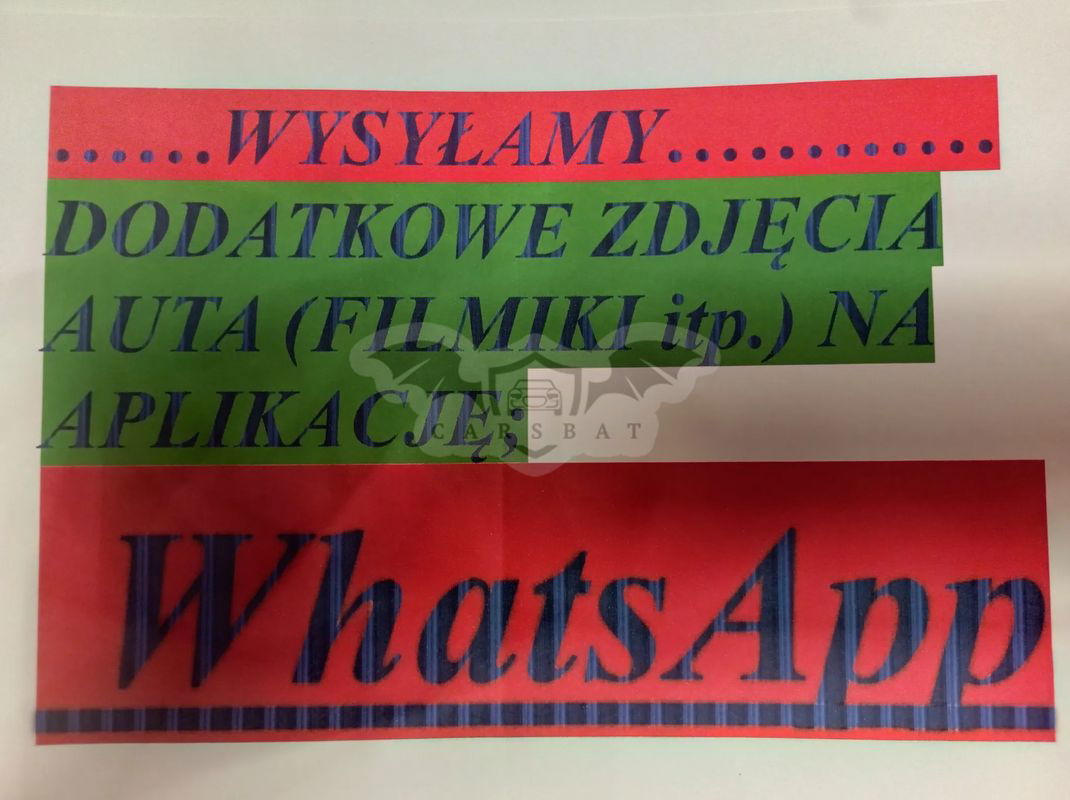 ......WYSYŁAMY............
DODATKOWE ZDJĘCIA
AUTA (FILMIKI itp.) NA
APLIKACJĘ;
CARSBAT
WhatsApp